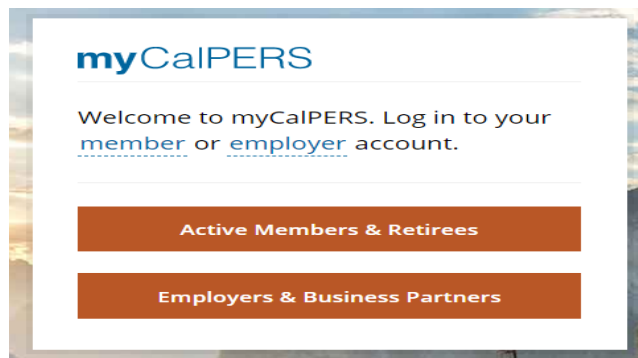 myCalPERS
Welcome to myCalPERS. Log in to your
member or employer account.
Active Members & Retirees
Employers & Business Partners